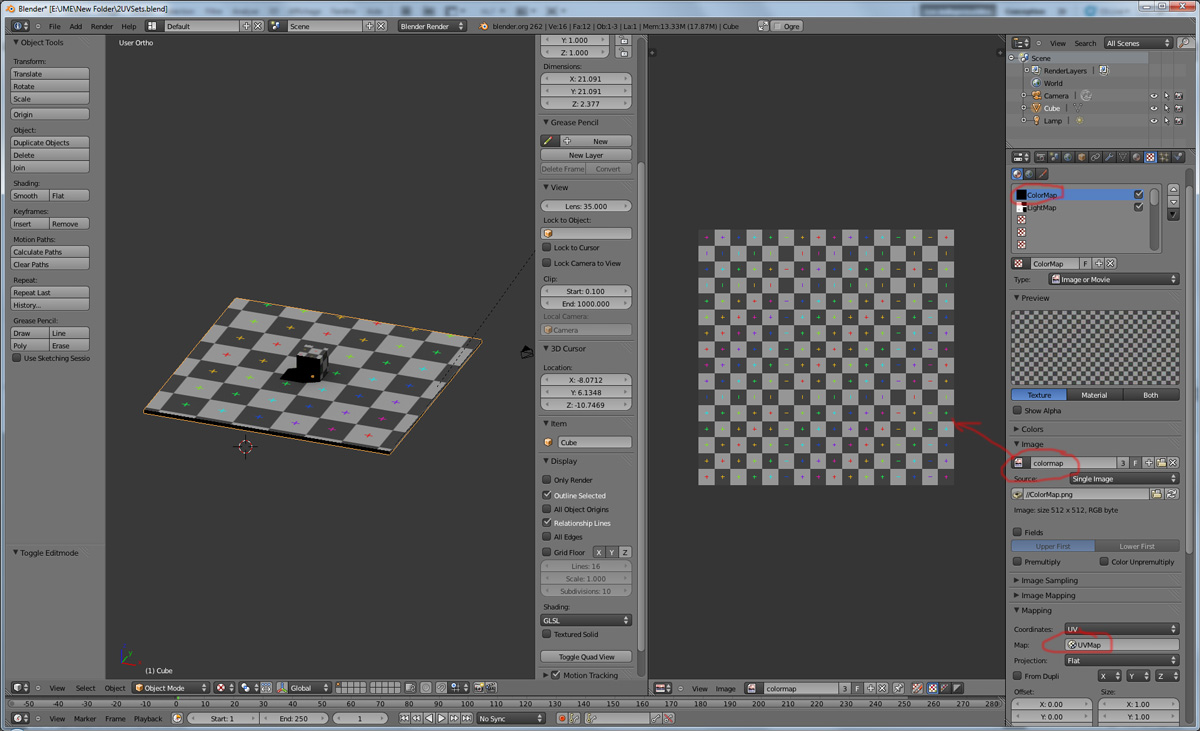 Blender* [E:\JME\New Folder\2UVSets.blend]
File Add Render Help Default Scene Blender Render blender.org 262 | Ve:16 | Fa:12 | Ob:1-3 | La:1 | Mem:13.33M (17.87M) | Cube Ogre
Object Tools
Transform:
Translate
Rotate
Scale
Origin
Object:
Duplicate Objects
Delete
Join
Shading:
Smooth Flat
Keyframes:
Insert Remove
Motion Paths:
Calculate Paths
Clear Paths
Repeat:
Repeat Last
History...
Grease Pencil:
Draw Line
Poly Erase
Use Sketching Sessio
Toggle Editmode
User Ortho
(1) Cube
Y: 1.000
Z: 1.000
Dimensions:
X: 21.091
Y: 21.091
Z: 2.377
Grease Pencil
New
New Layer
Delete Frame Convert
View
Lens: 35.000
Lock to Object:
Lock to Cursor
Lock Camera to View
Clip:
Start: 0.100
End: 1000.000
Local Camera:
Camera
3D Cursor
Location:
X: -8.0712
Y: 6.1348
Z: -10.7469
Item
Cube
Display
Only Render
Outline Selected
All Object Origins
Relationship Lines
All Edges
Grid Floor X Y Z
Lines: 16
Scale: 1.000
Subdivisions: 10
Shading:
GLSL
Textured Solid
Toggle Quad View
Motion Tracking
View Search All Scenes
Scene
RenderLayers |
World
Camera |
Cube |
Lamp |
ColorMap
LightMap
ColorMap F
Type: Image or Movie
Preview
Texture Material Both
Show Alpha
Colors
Image
colormap 3 F
Source: Single Image
//ColorMap.png
Image: size 512 x 512, RGB byte
Fields
Upper First Lower First
Premultiply Color Unpremultiply
Image Sampling
Image Mapping
Mapping
Coordinates: UV
Map: UVMap
Projection: Flat
From Dupli X Y Z
Offset: Size:
X: 0.00 X: 1.00
Y: 0.00 Y: 1.00
View Select Object Object Mode Global
View Image colormap 3 F
-50 -40 -30 -20 -10 0 10 20 30 40 50 60 70 80 90 100 110 120 130 140 150 160 170 180 190 200 210 220 230 240 250 260 270 280
View Marker Frame Playback Start: 1 End: 250 1 No Sync